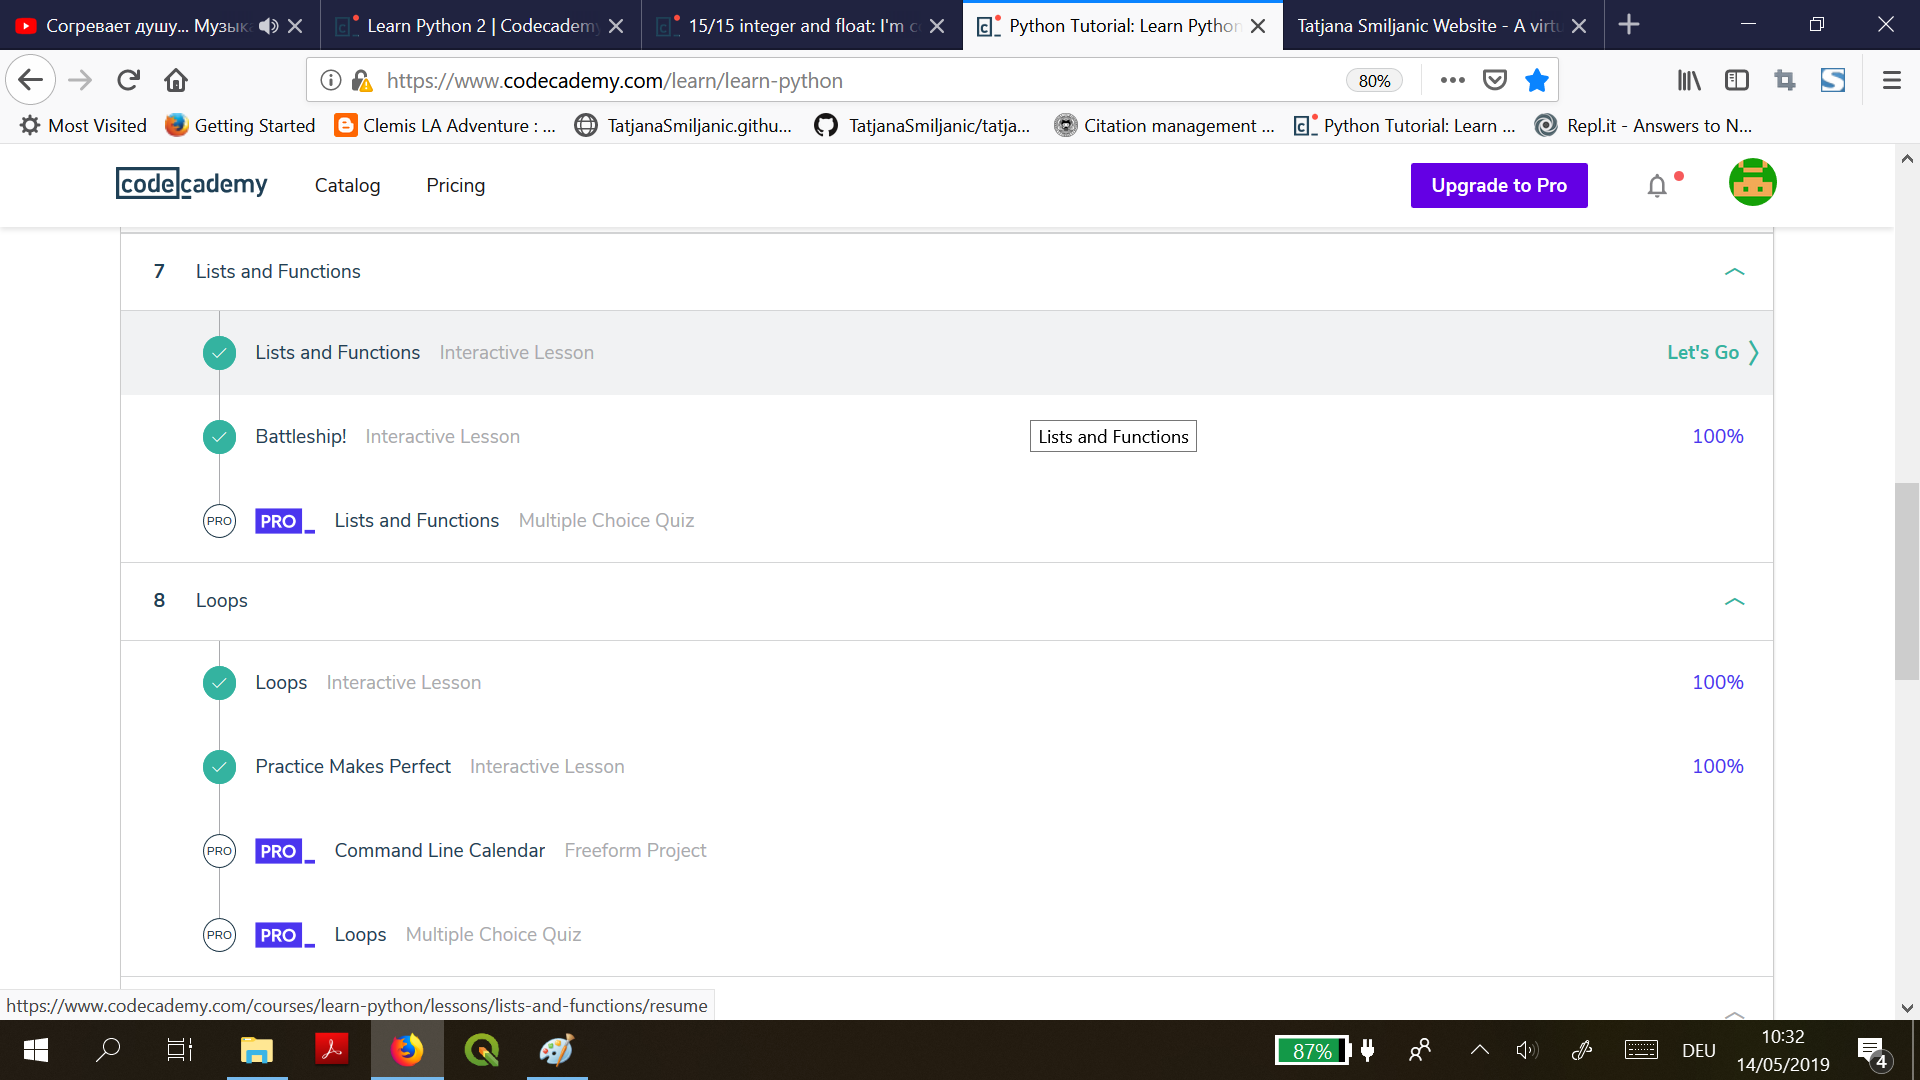 Согревает душу... Музыка
Learn Python 2 | Codecademy
15/15 integer and float: I'm c
Python Tutorial: Learn Python
Tatjana Smiljanic Website - A virtu
https://www.codecademy.com/learn/learn-python
80%
Most Visited
Getting Started
Clemis LA Adventure : ...
TatjanaSmiljanic.githu...
TatjanaSmiljanic/tatja...
Citation management ...
Python Tutorial: Learn ...
Repl.it - Answers to N...
codecademy
Catalog
Pricing
Upgrade to Pro
7 Lists and Functions
Lists and Functions Interactive Lesson
Let's Go
Battleship! Interactive Lesson
Lists and Functions
100%
PRO PRO_ Lists and Functions Multiple Choice Quiz
8 Loops
Loops Interactive Lesson
100%
Practice Makes Perfect Interactive Lesson
100%
PRO PRO_ Command Line Calendar Freeform Project
PRO PRO_ Loops Multiple Choice Quiz
https://www.codecademy.com/courses/learn-python/lessons/lists-and-functions/resume
87%
DEU
10:32
14/05/2019
4